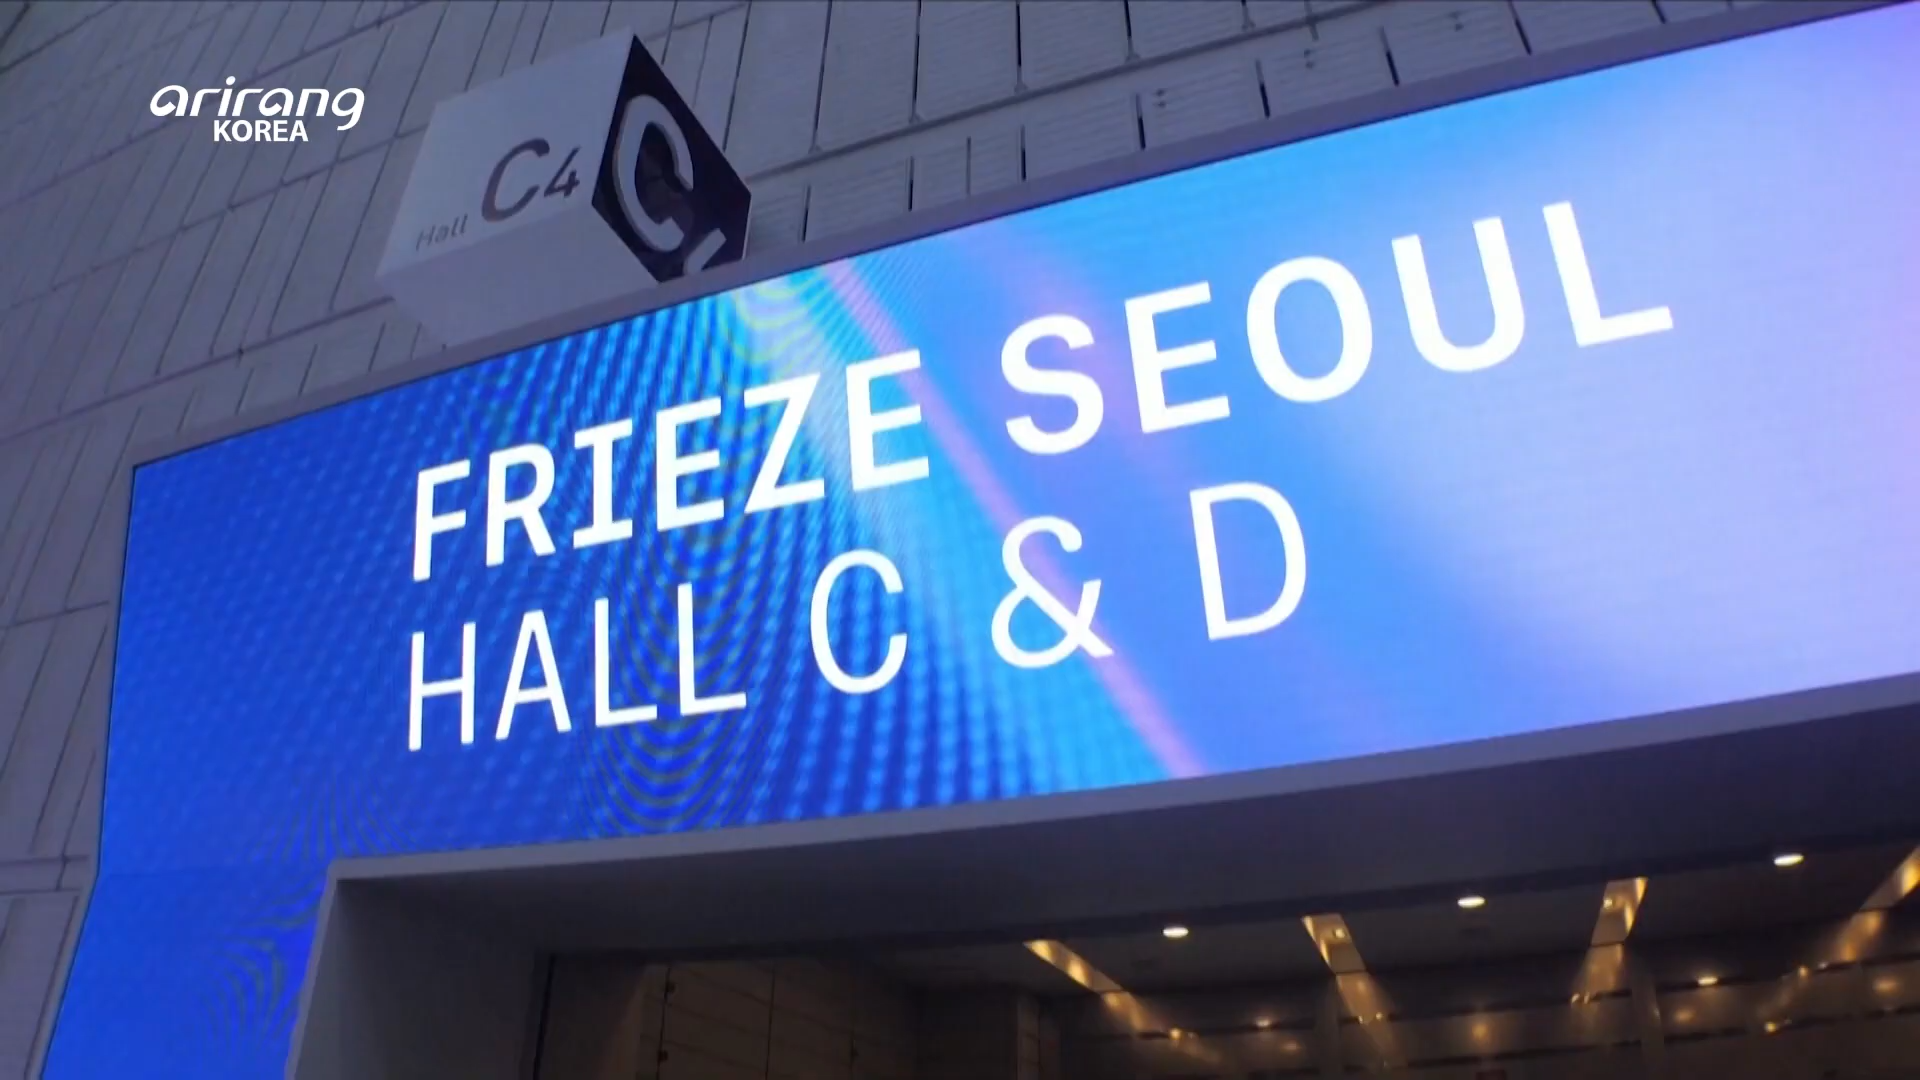 arirang
KOREA
Hall C4
FRIEZE SEOUL
HALL C & D